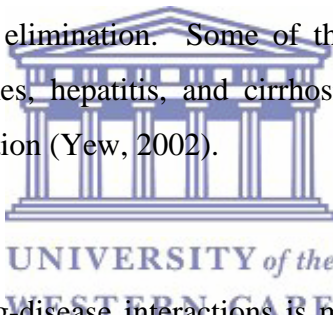 elimination. Some of th
es, hepatitis, and cirrhos
tion (Yew, 2002).
UNIVERSITY of the
WESTERN CAPE
g-disease interactions is